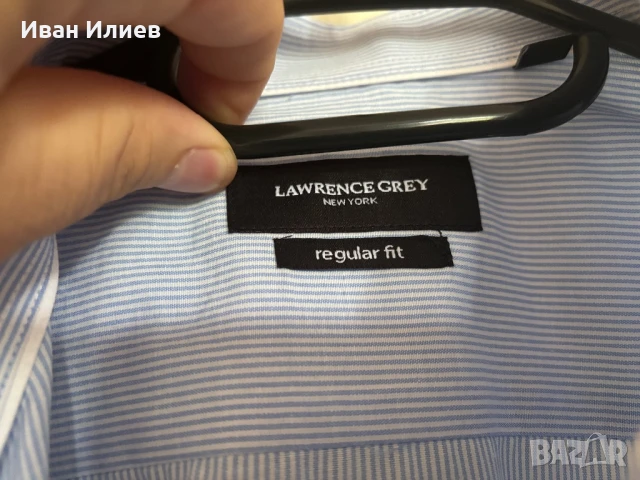 Иван Илиев
LAWRENCE GREY
NEW YORK
regular fit
BAZAR